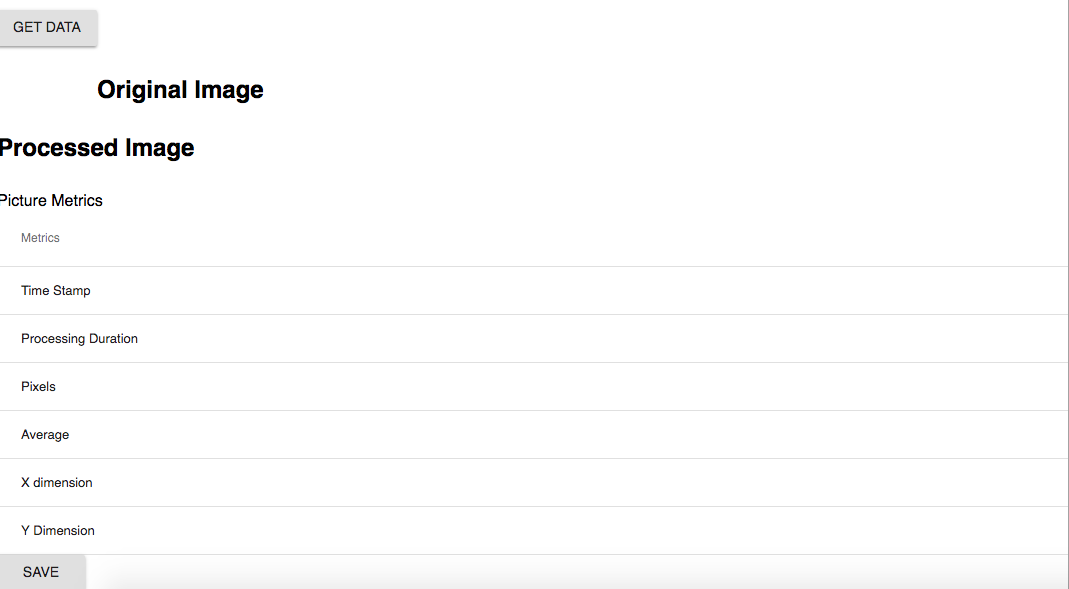 GET DATA
Original Image
Processed Image
Picture Metrics
Metrics
Time Stamp
Processing Duration
Pixels
Average
X dimension
Y Dimension
SAVE